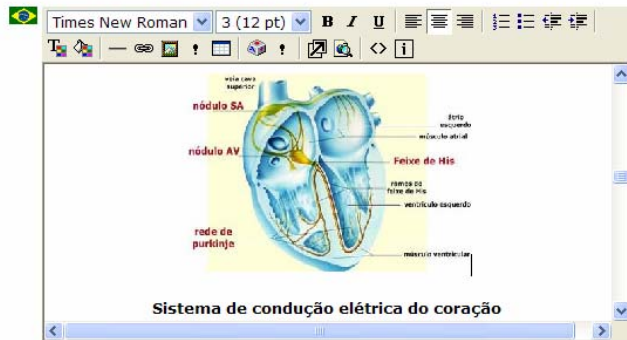 Times New Roman 3 (12 pt) B I U
veia cava
superior
nódulo SA
átrio
esquerdo
músculo atrial
nódulo AV
Feixe de His
ramos do
feixe de His
ventrículo esquerdo
rede de
purkinje
músculo ventricular
Sistema de condução elétrica do coração